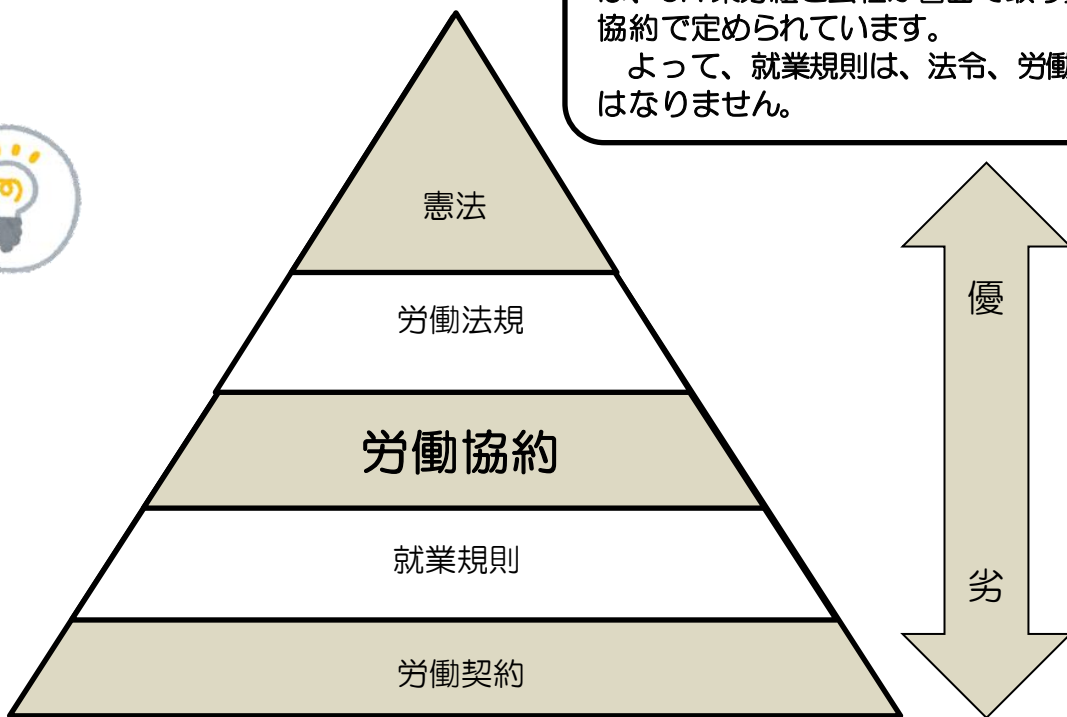 協約で定められています。
よって、就業規則は、法令、労働
はなりません。
憲法
労働法規
労働協約
就業規則
労働契約
優
劣